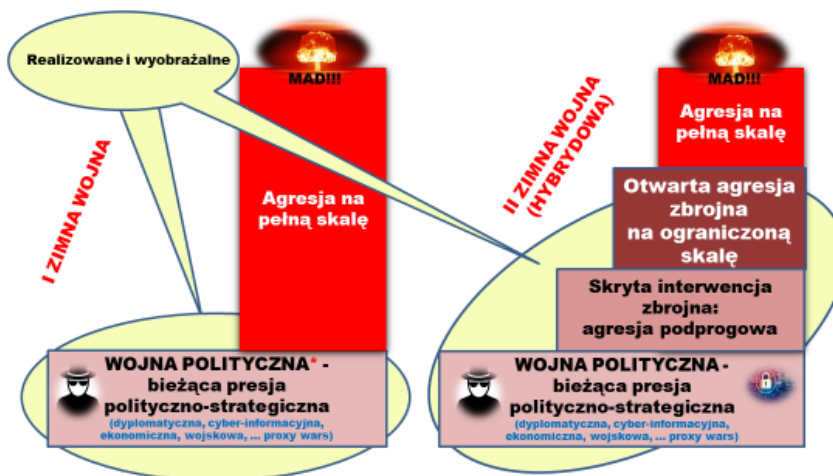 Realizowane i wyobrażalne
I ZIMNA WOJNA
MAD!!!
Agresja na
pełną skalę
WOJNA POLITYCZNA* -
bieżąca presja
polityczno-strategiczna
(dyplomatyczna, cyber-informacyjna,
ekonomiczna, wojskowa, ... proxy wars)
II ZIMNA WOJNA
(HYBRYDOWA)
MAD!!!
Agresja na
pełną skalę
Otwarta agresja
zbrojna
na ograniczoną
skalę
Skryta interwencja
zbrojna:
agresja podprogowa
WOJNA POLITYCZNA -
bieżąca presja
polityczno-strategiczna
(dyplomatyczna, cyber-informacyjna,
ekonomiczna, wojskowa, ... proxy wars)